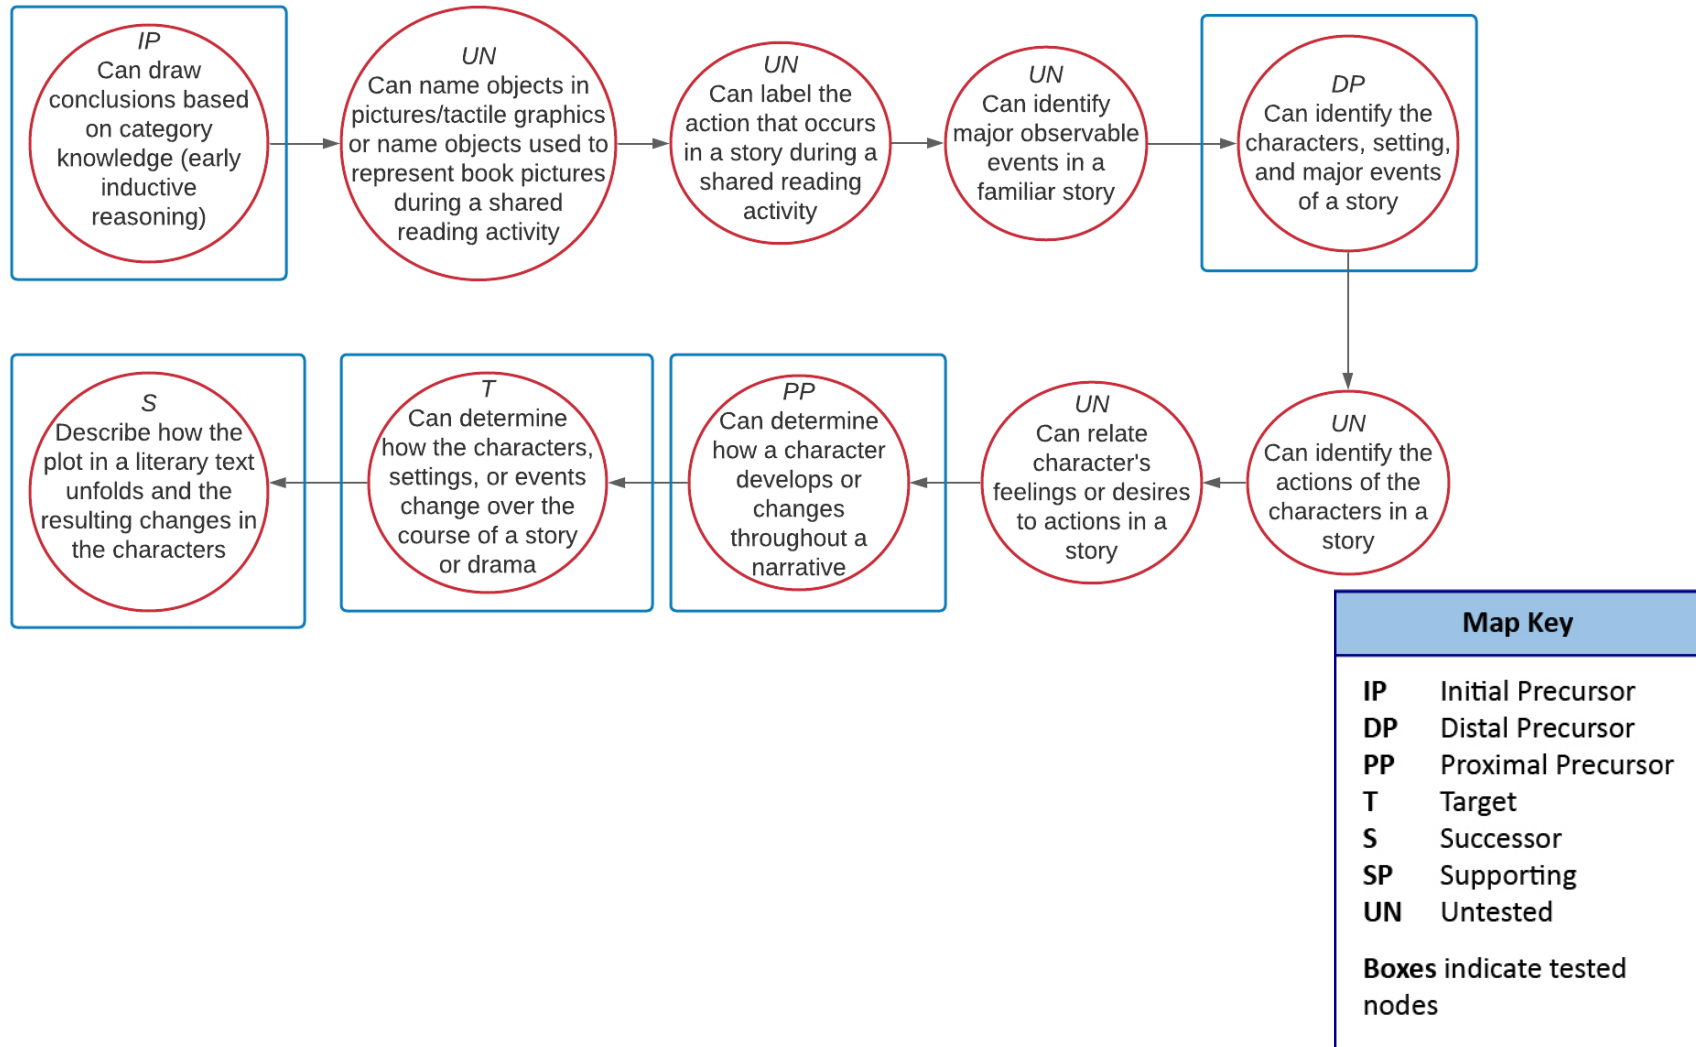 IP
Can draw
conclusions based
on category
knowledge (early
inductive
reasoning)
UN
Can name objects in
pictures/tactile graphics
or name objects used to
represent book pictures
during a shared
reading activity
UN
Can label the
action that occurs
in a story during a
shared reading
activity
UN
Can identify
major observable
events in a
familiar story
DP
Can identify the
characters, setting,
and major events
of a story
UN
Can identify the
actions of the
characters in a
story
UN
Can relate
character's
feelings or desires
to actions in a
story
PP
Can determine
how a character
develops or
changes
throughout a
narrative
T
Can determine
how the characters,
settings, or events
change over the
course of a story
or drama
S
Describe how the
plot in a literary text
unfolds and the
resulting changes in
the characters
Map Key
IP Initial Precursor
DP Distal Precursor
PP Proximal Precursor
T Target
S Successor
SP Supporting
UN Untested
Boxes indicate tested
nodes